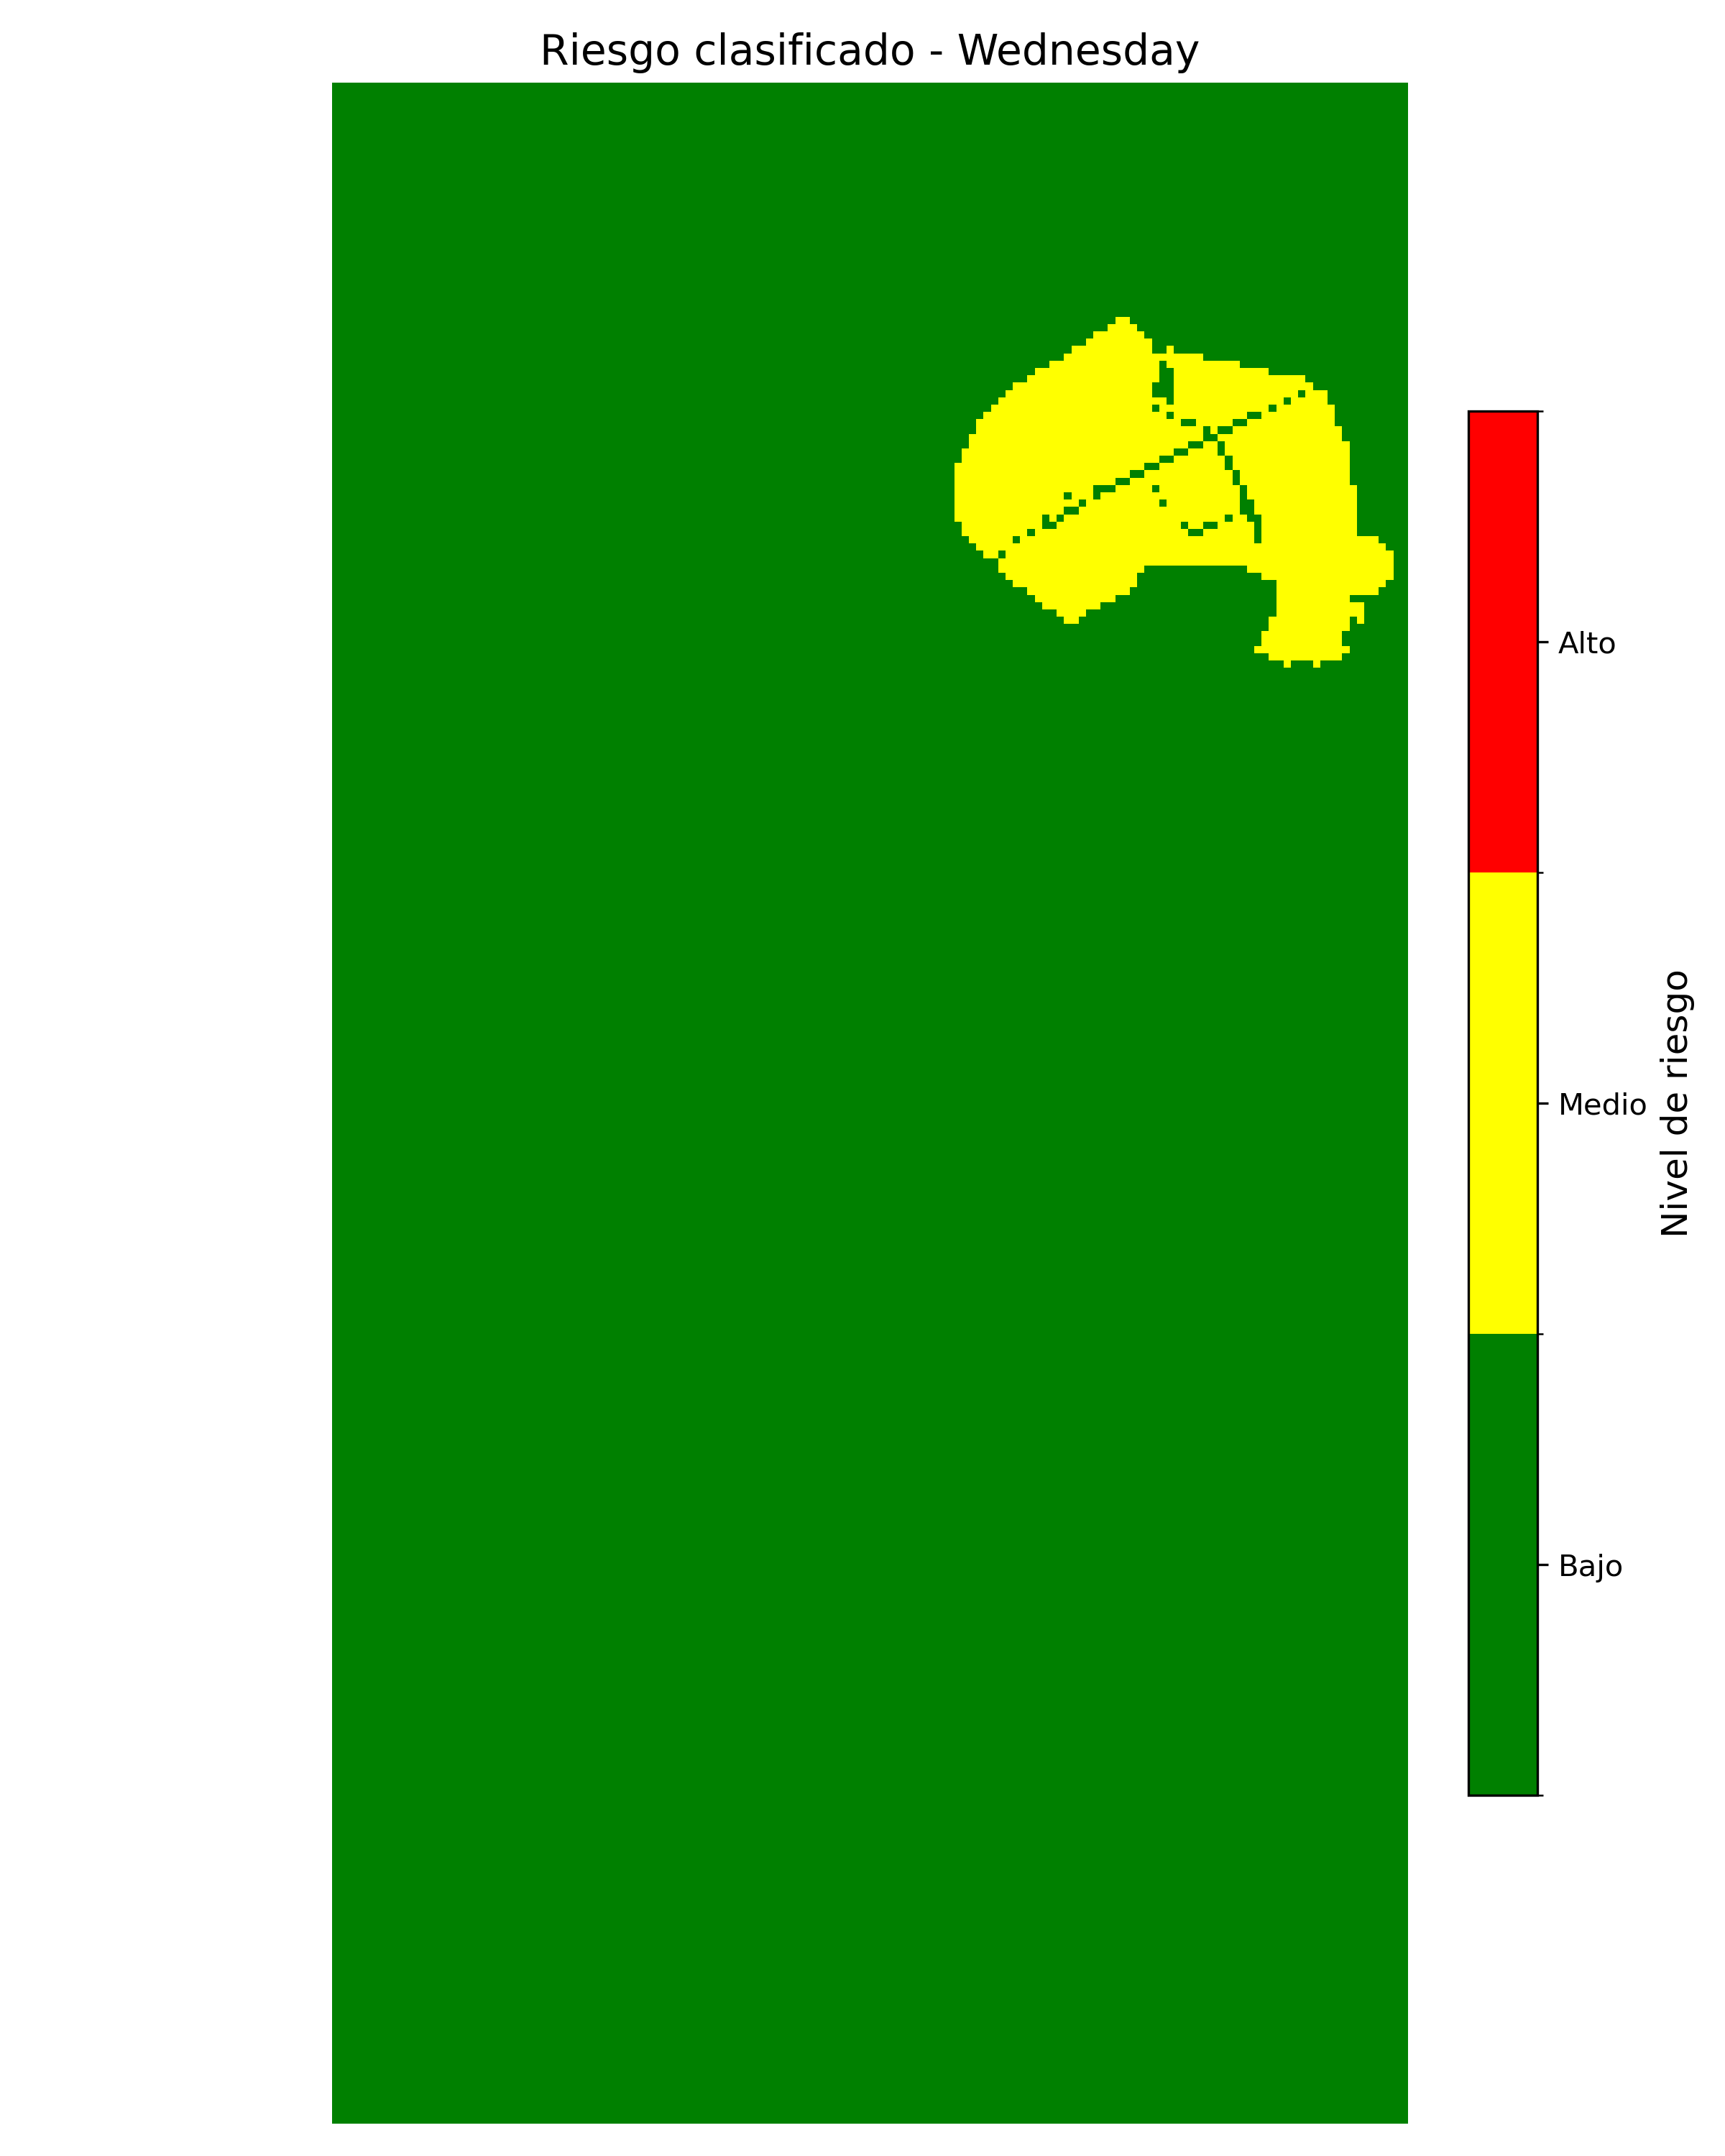 Riesgo clasificado - Wednesday
Alto
Medio
Bajo
Nivel de riesgo